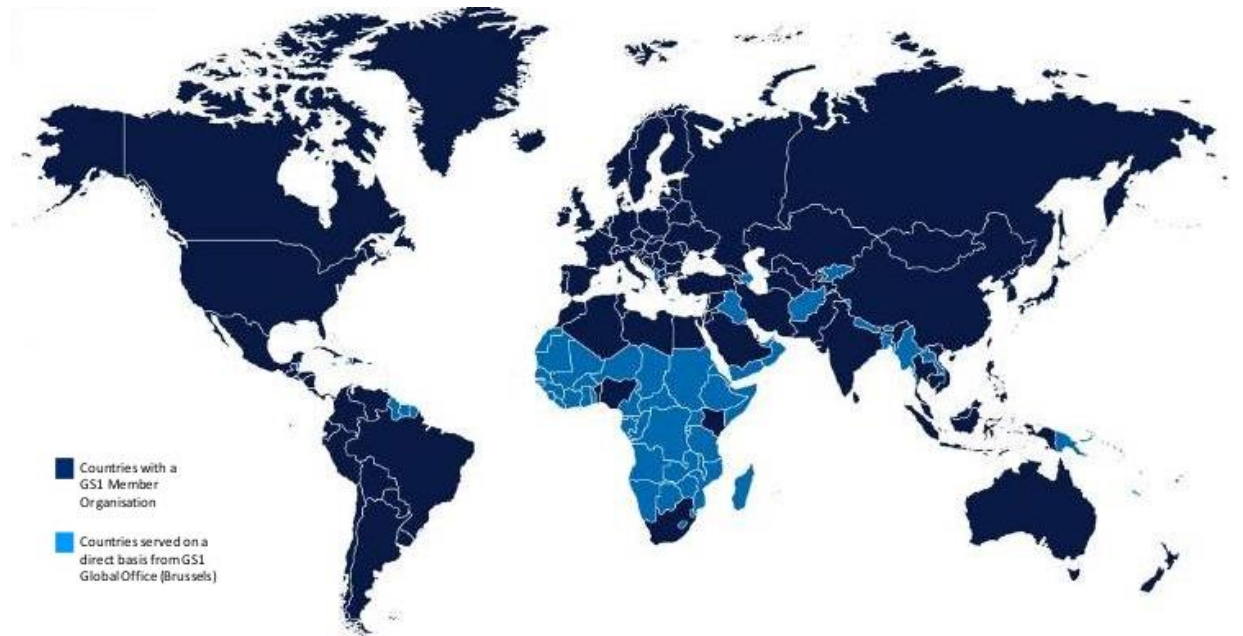 Countries with a
GS1 Member
Organisation
Countries served on a
direct basis from GS1
Global Office (Brussels)